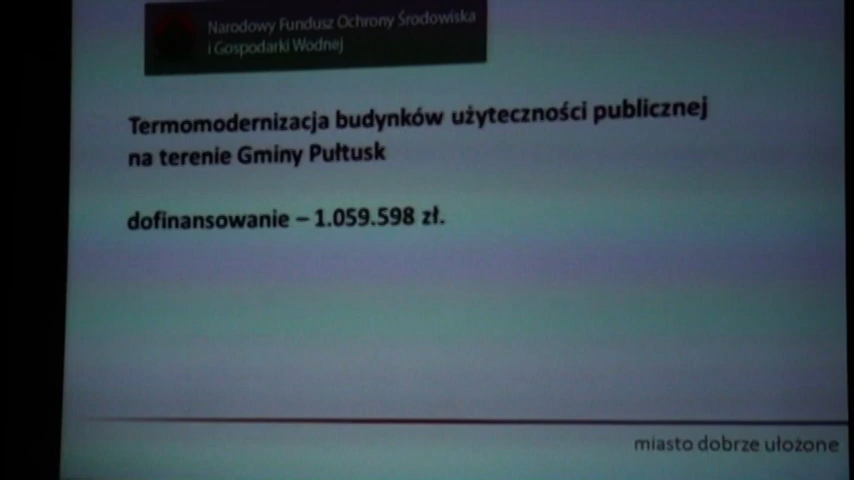 Narodowy Fundusz Ochrony Środowiska
i Gospodarki Wodnej
Termomodernizacja budynków użyteczności publicznej
na terenie Gminy Pułtusk
dofinansowanie – 1.059.598 zł.
miasto dobrze ułożone